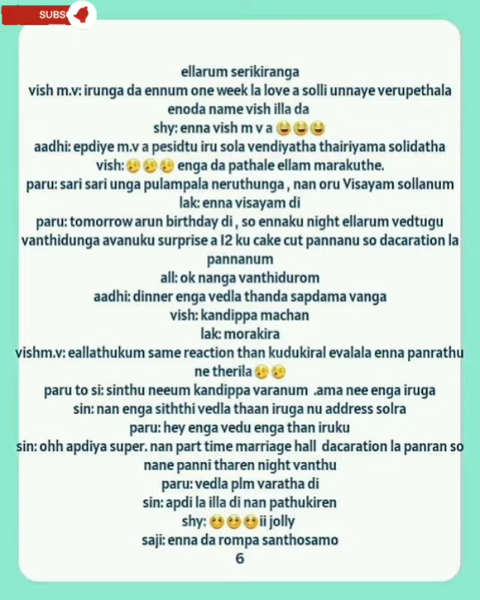 SUBS
ellarum serikiranga
vish m.v: irunga da ennum one week la love a solli unnaye verupethala
enoda name vish illa da
shy: enna vish m v a 😂😂😂
aadhi: epdiye m.v a pesidtu iru sola vendiyatha thairiyama solidatha
vish:🥺🥺🥺 enga da pathale ellam marakuthe.
paru: sari sari unga pulampala neruthunga , nan oru Visayam sollanum
lak: enna visayam di
paru: tomorrow arun birthday di , so ennaku night ellarum vedtugu
vanthidunga avanuku surprise a 12 ku cake cut pannanu so dacaration la
pannanum
all: ok nanga vanthidurom
aadhi: dinner enga vedla thanda sapdama vanga
vish: kandippa machan
lak: morakira
vishm.v: eallathukum same reaction than kudukiral evalala enna panrathu
ne therila🥺🥺
paru to si: sinthu neeum kandippa varanum .ama nee enga iruga
sin: nan enga siththi vedla thaan iruga nu address solra
paru: hey enga vedu enga than iruku
sin: ohh apdiya super. nan part time marriage hall dacaration la panran so
nane panni tharen night vanthu
paru: vedla plm varatha di
sin: apdi la illa di nan pathukiren
shy: 😁😁😁ii jolly
saji: enna da rompa santhosamo
6